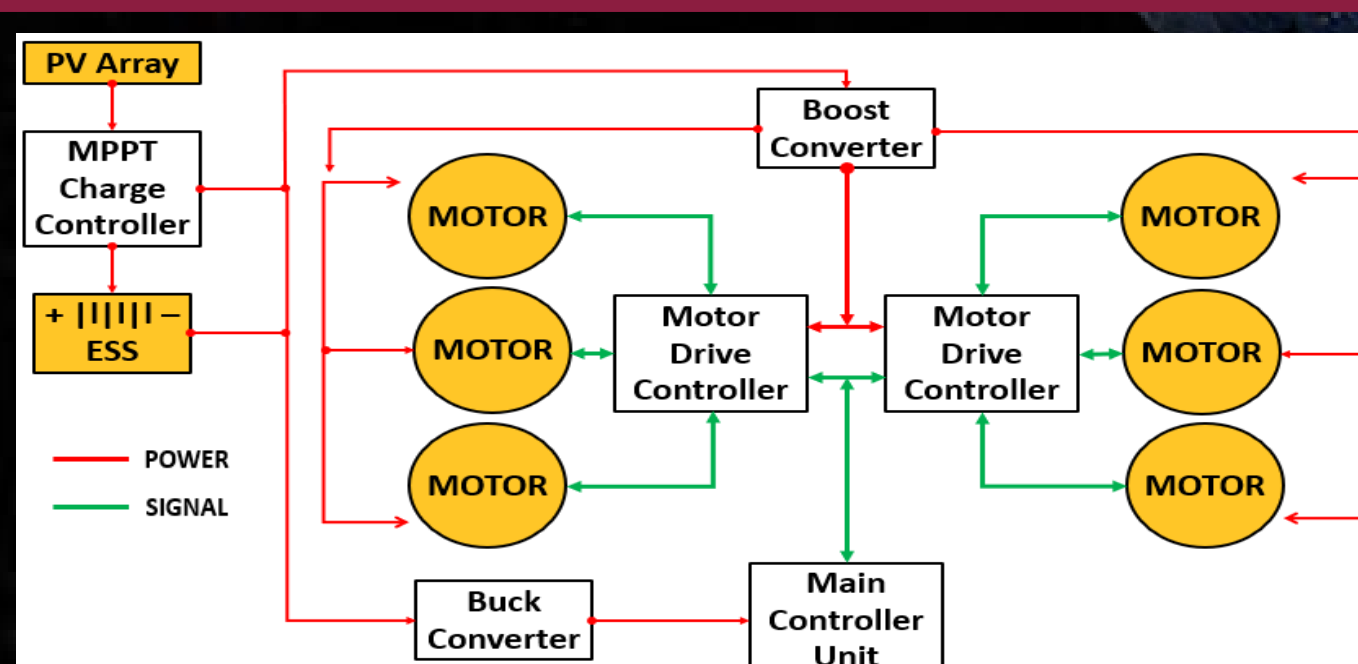 PV Array
MPPT
Charge
Controller
+ ||||||| –
ESS
POWER
SIGNAL
Boost
Converter
MOTOR
MOTOR
MOTOR
Motor
Drive
Controller
Motor
Drive
Controller
MOTOR
MOTOR
MOTOR
Buck
Converter
Main
Controller
Unit